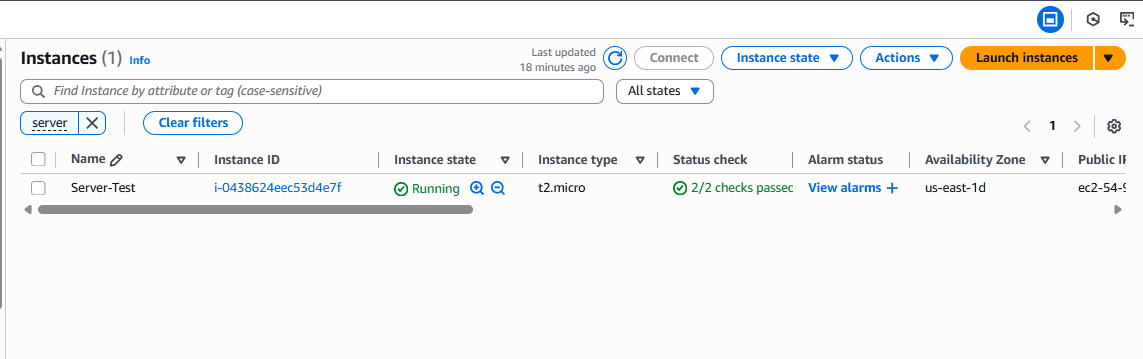 Instances (1) Info
Last updated
18 minutes ago
Connect
Instance state
Actions
Launch instances
Find Instance by attribute or tag (case-sensitive)
All states
server
Clear filters
1
Name Instance ID Instance state Instance type Status check Alarm status Availability Zone Public IP
Server-Test i-0438624eec53d4e7f Running t2.micro 2/2 checks passed View alarms + us-east-1d ec2-54-9